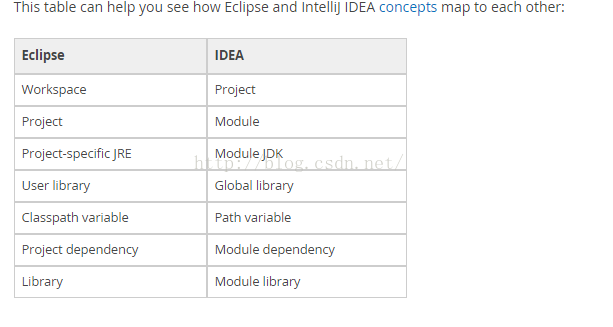 This table can help you see how Eclipse and IntelliJ IDEA concepts map to each other:
Eclipse IDEA
Workspace Project
Project Module
Project-specific JRE Module JDK
http://blog.csdn.net/
User library Global library
Classpath variable Path variable
Project dependency Module dependency
Library Module library